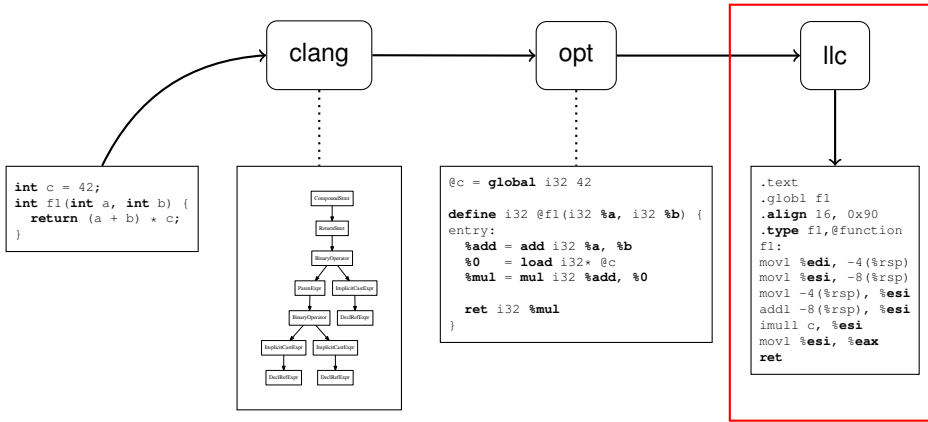 clang
opt
llc
int c = 42;
int f1(int a, int b) {
  return (a + b) * c;
}
CompoundStmt
ReturnStmt
BinaryOperator
ParenExpr ImplicitCastExpr
BinaryOperator DeclRefExpr
ImplicitCastExpr ImplicitCastExpr
DeclRefExpr DeclRefExpr
@c = global i32 42
define i32 @f1(i32 %a, i32 %b) {
entry:
  %add = add i32 %a, %b
  %0   = load i32* @c
  %mul = mul i32 %add, %0
  ret i32 %mul
}
.text
.globl f1
.align 16, 0x90
.type f1,@function
f1:
movl %edi, -4(%rsp)
movl %esi, -8(%rsp)
movl -4(%rsp), %esi
addl -8(%rsp), %esi
imull c, %esi
movl %esi, %eax
ret